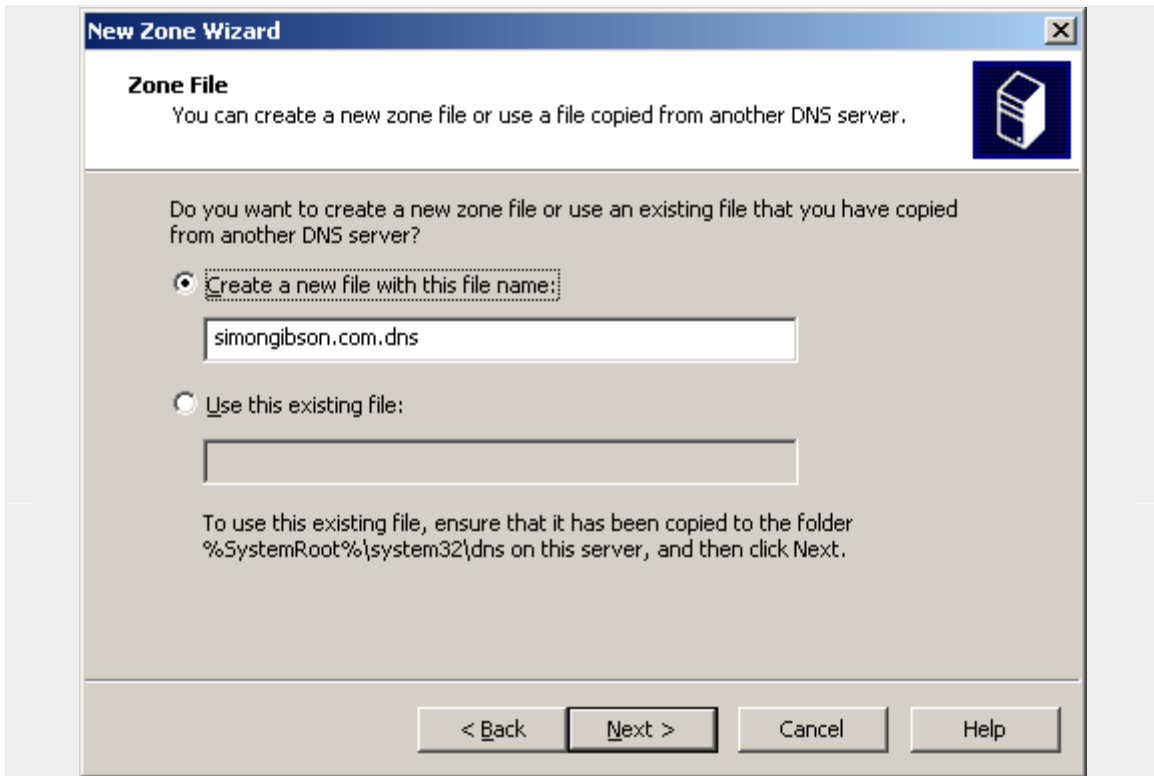 New Zone Wizard
Zone File
You can create a new zone file or use a file copied from another DNS server.
Do you want to create a new zone file or use an existing file that you have copied
from another DNS server?
Create a new file with this file name:
simongibson.com.dns
Use this existing file:
To use this existing file, ensure that it has been copied to the folder
%SystemRoot%\system32\dns on this server, and then click Next.
< Back Next > Cancel Help